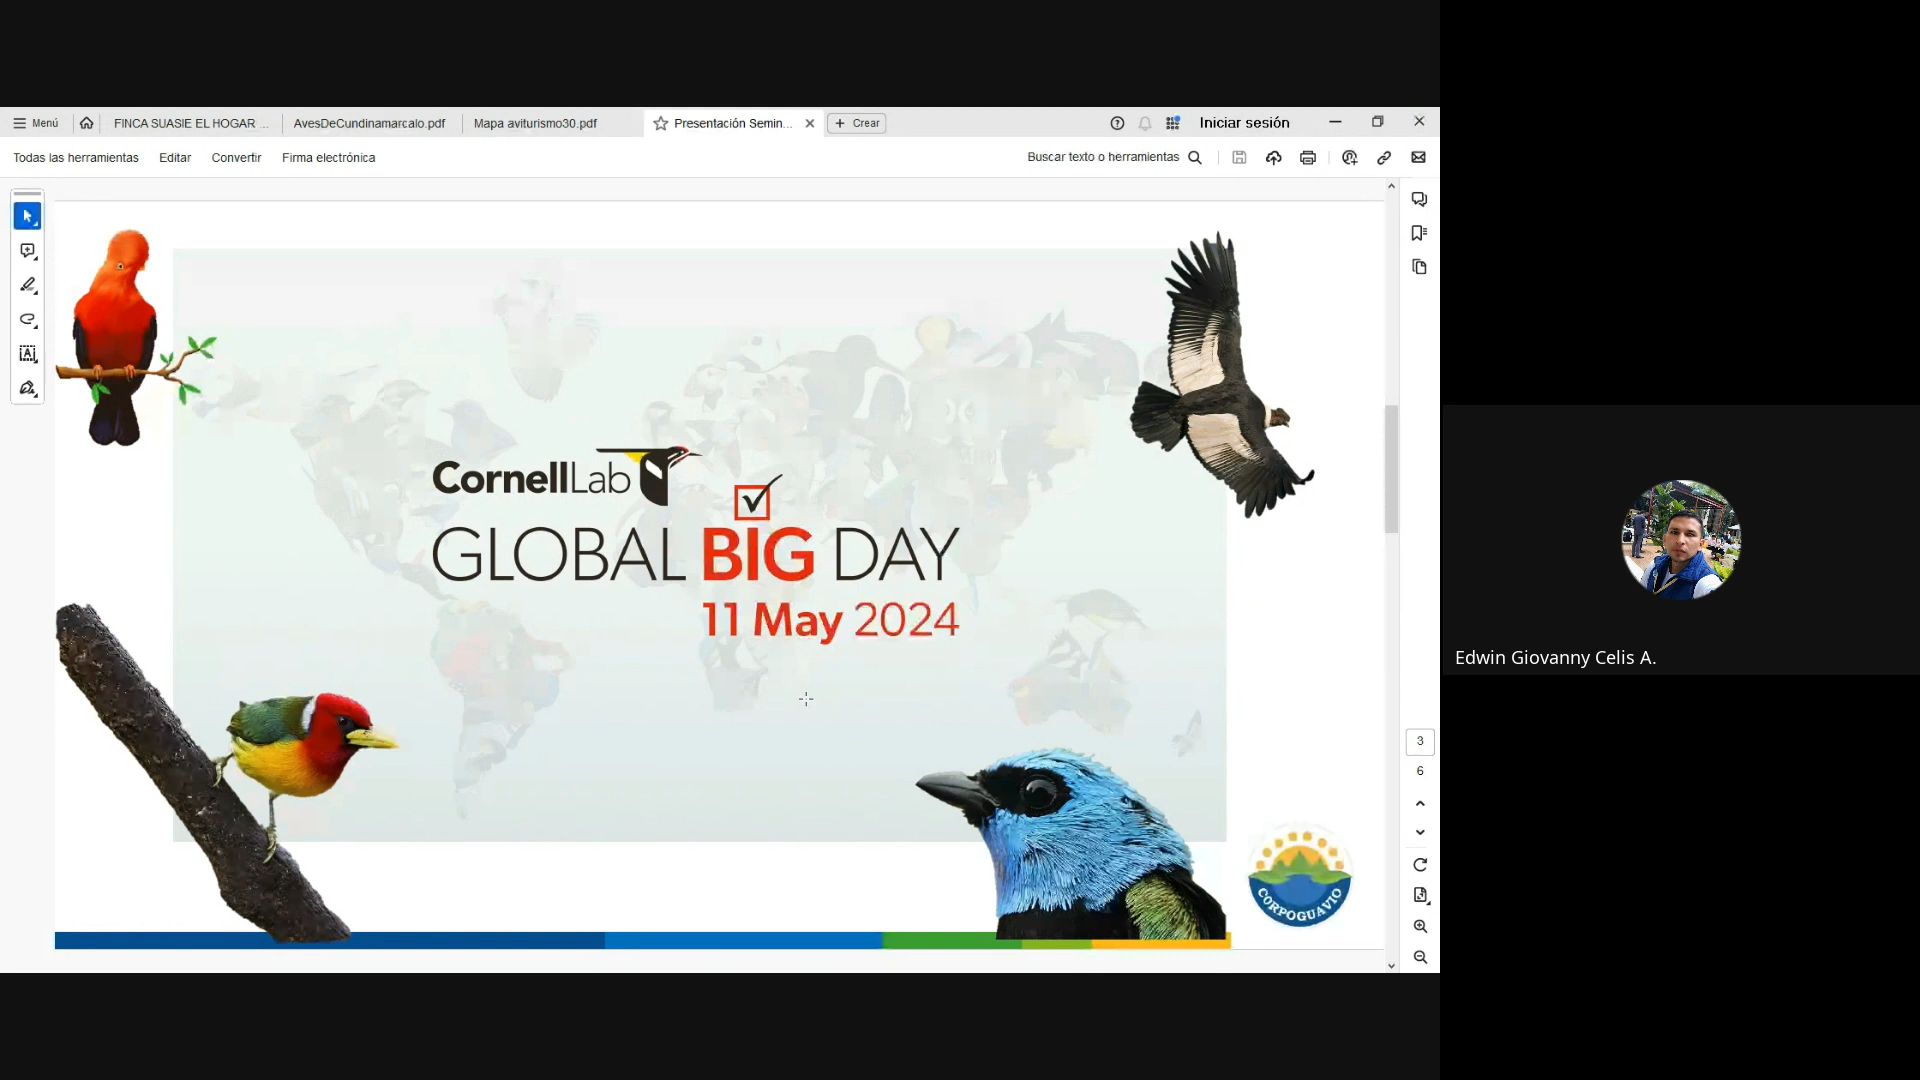 Menú
FINCA SUASIE EL HOGAR ...
AvesDeCundinamarcaIo.pdf
Mapa aviturismo30.pdf
Presentación Semin...
Crear
Iniciar sesión
Todas las herramientas
Editar
Convertir
Firma electrónica
Buscar texto o herramientas
CornellLab
GLOBAL BIG DAY
11 May 2024
Edwin Giovanny Celis A.
3
6
CORPOGUAVIO